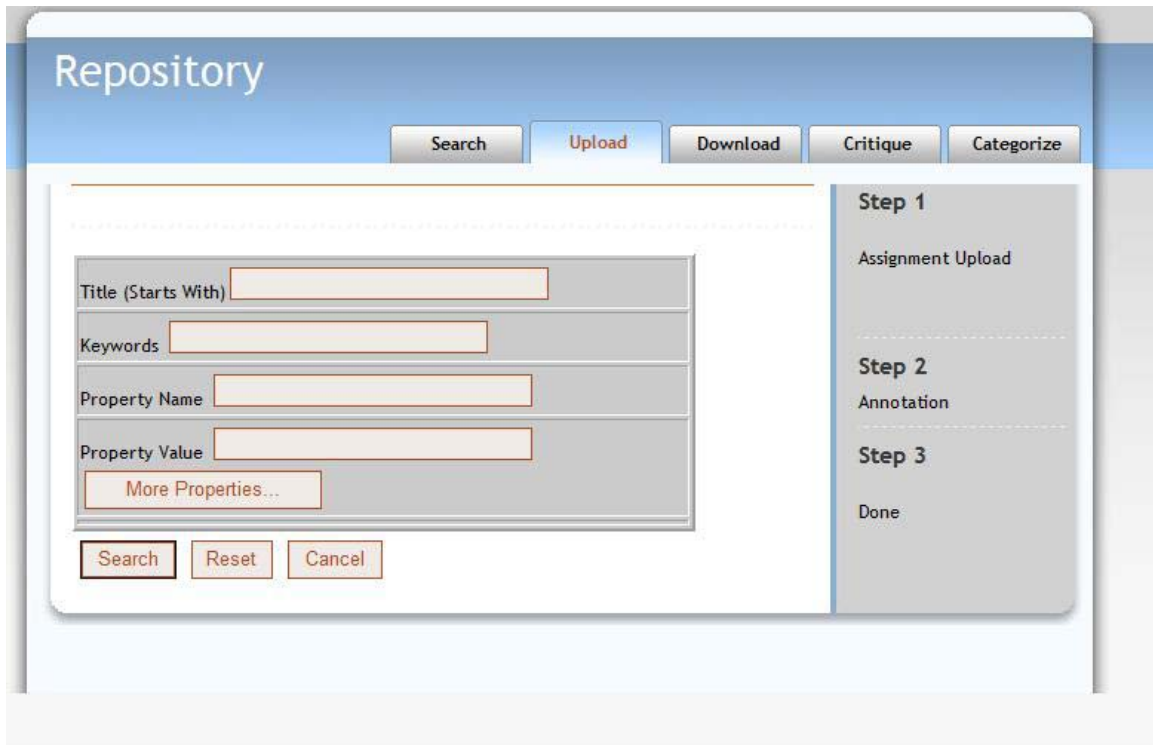 Repository
Search Upload Download Critique Categorize
Title (Starts With)
Keywords
Property Name
Property Value
More Properties...
Search Reset Cancel
Step 1
Assignment Upload
Step 2
Annotation
Step 3
Done